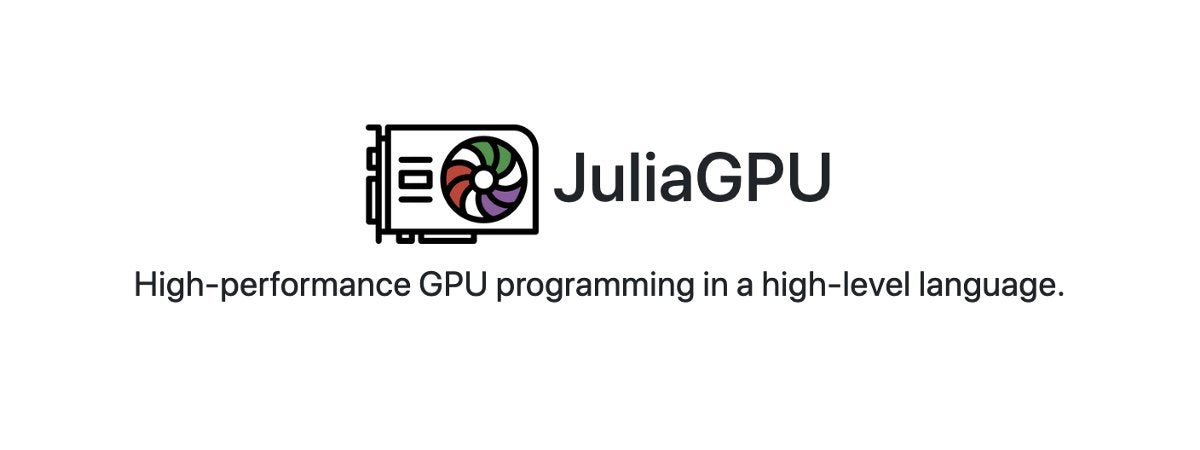 JuliaGPU
High-performance GPU programming in a high-level language.